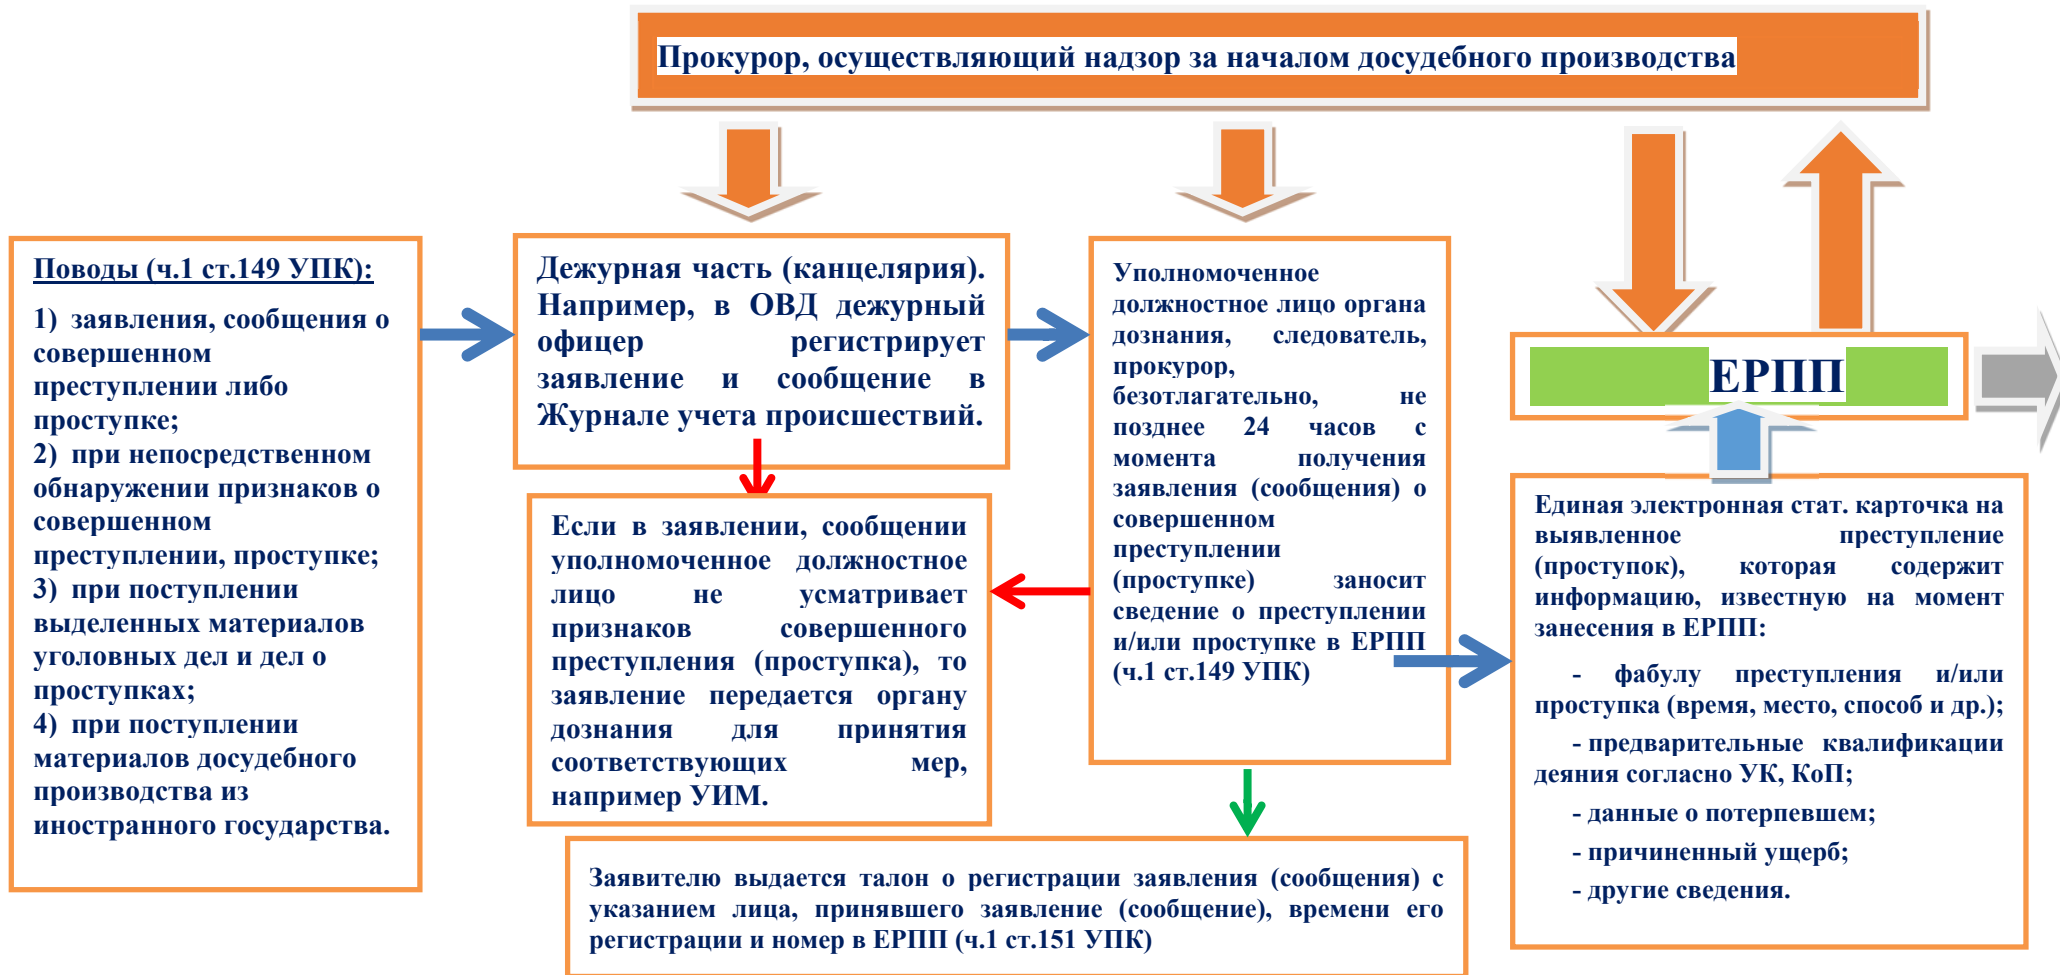 Прокурор, осуществляющий надзор за началом досудебного производства
Поводы (ч.1 ст.149 УПК):
1) заявления, сообщения о
совершенном
преступлении либо
проступке;
2) при непосредственном
обнаружении признаков о
совершенном
преступлении, проступке;
3) при поступлении
выделенных материалов
уголовных дел и дел о
проступках;
4) при поступлении
материалов досудебного
производства из
иностранного государства.
Дежурная часть (канцелярия).
Например, в ОВД дежурный
офицер регистрирует
заявление и сообщение в
Журнале учета происшествий.
Если в заявлении, сообщении
уполномоченное должностное
лицо не усматривает
признаков совершенного
преступления (проступка), то
заявление передается органу
дознания для принятия
соответствующих мер,
например УИМ.
Уполномоченное
должностное лицо органа
дознания, следователь,
прокурор,
безотлагательно, не
позднее 24 часов с
момента получения
заявления (сообщения) о
совершенном
преступлении
(проступке) заносит
сведение о преступлении
и/или проступке в ЕРПП
(ч.1 ст.149 УПК)
Заявителю выдается талон о регистрации заявления (сообщения) с
указанием лица, принявшего заявление (сообщение), времени его
регистрации и номер в ЕРПП (ч.1 ст.151 УПК)
ЕРПП
Единая электронная стат. карточка на
выявленное преступление
(проступок), которая содержит
информацию, известную на момент
занесения в ЕРПП:
- фабулу преступления и/или
проступка (время, место, способ и др.);
- предварительные квалификации
деяния согласно УК, КоП;
- данные о потерпевшем;
- причиненный ущерб;
- другие сведения.